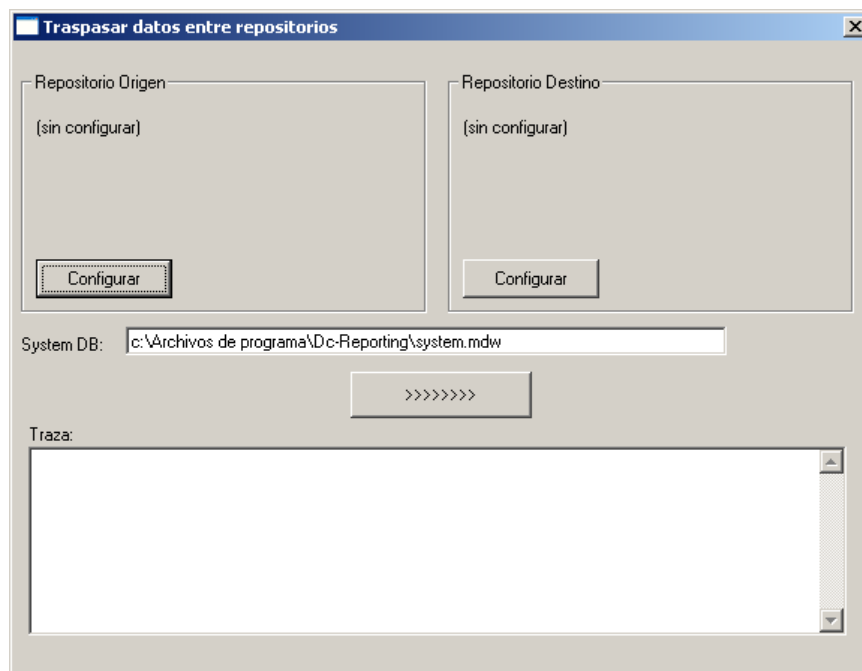 Traspasar datos entre repositorios
Repositorio Origen
Repositorio Destino
(sin configurar)
(sin configurar)
Configurar
Configurar
System DB:
c:\Archivos de programa\Dc-Reporting\system.mdw
>>>>>>>>
Traza: